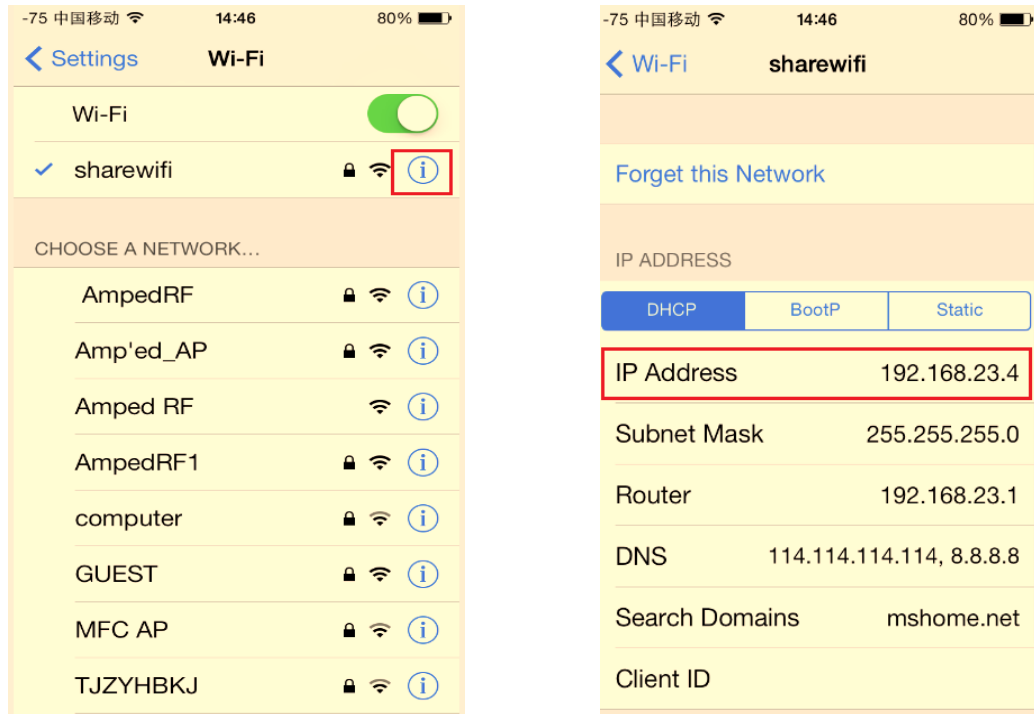 -75 中国移动 14:46 80%
Settings Wi-Fi
Wi-Fi
sharewifi
CHOOSE A NETWORK...
AmpedRF
Amp'ed_AP
Amped RF
AmpedRF1
computer
GUEST
MFC AP
TJZYHBKJ
-75 中国移动 14:46 80%
Wi-Fi sharewifi
Forget this Network
IP ADDRESS
DHCP BootP Static
IP Address 192.168.23.4
Subnet Mask 255.255.255.0
Router 192.168.23.1
DNS 114.114.114.114, 8.8.8.8
Search Domains mshome.net
Client ID